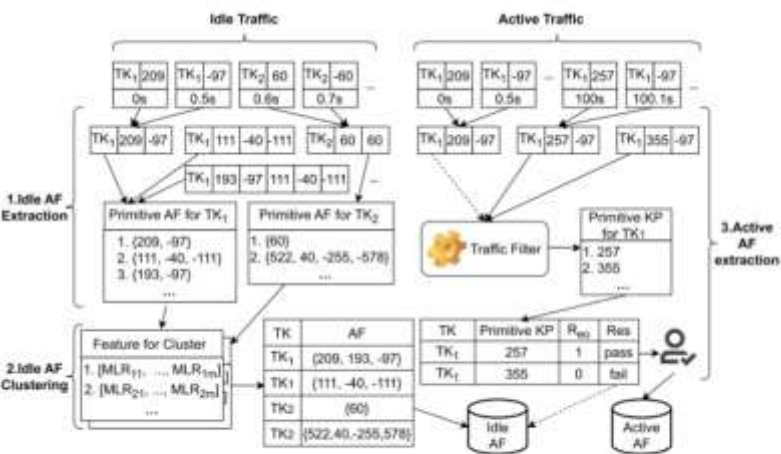 Idle Traffic
Active Traffic
TK1 209
TK1 -97
TK2 60
TK2 -60
...
0s
0.5s
0.6s
0.7s
TK1 209
TK1 -97
...
TK1 257
TK1 -97
...
0s
0.5s
100s
100.1s
TK1 209 -97
TK1 111 -40 -111
TK2 60 60
TK1 209 -97
TK1 257 -97
TK1 355 -97
TK1 193 -97 111 -40 -111
...
1.Idle AF
Extraction
Primitive AF for TK1
1. {209, -97}
2. {111, -40, -111}
3. {193, -97}
...
Primitive AF for TK2
1. {60}
2. {522, 40, -255, -578}
...
Traffic Filter
Primitive KP
for TK1
1. 257
2. 355
...
3.Active
AF
extraction
2.Idle AF
Clustering
Feature for Cluster
1. [MLR11, ..., MLR1m]
2. [MLR21, ..., MLR2m]
...
TK AF
TK1 {209, 193, -97}
TK1 {111, -40, -111}
TK2 {60}
TK2 {522,40,-255,578}
TK Primitive KP Res
TK1 257 1 pass
TK1 355 0 fail
Idle
AF
Active
AF